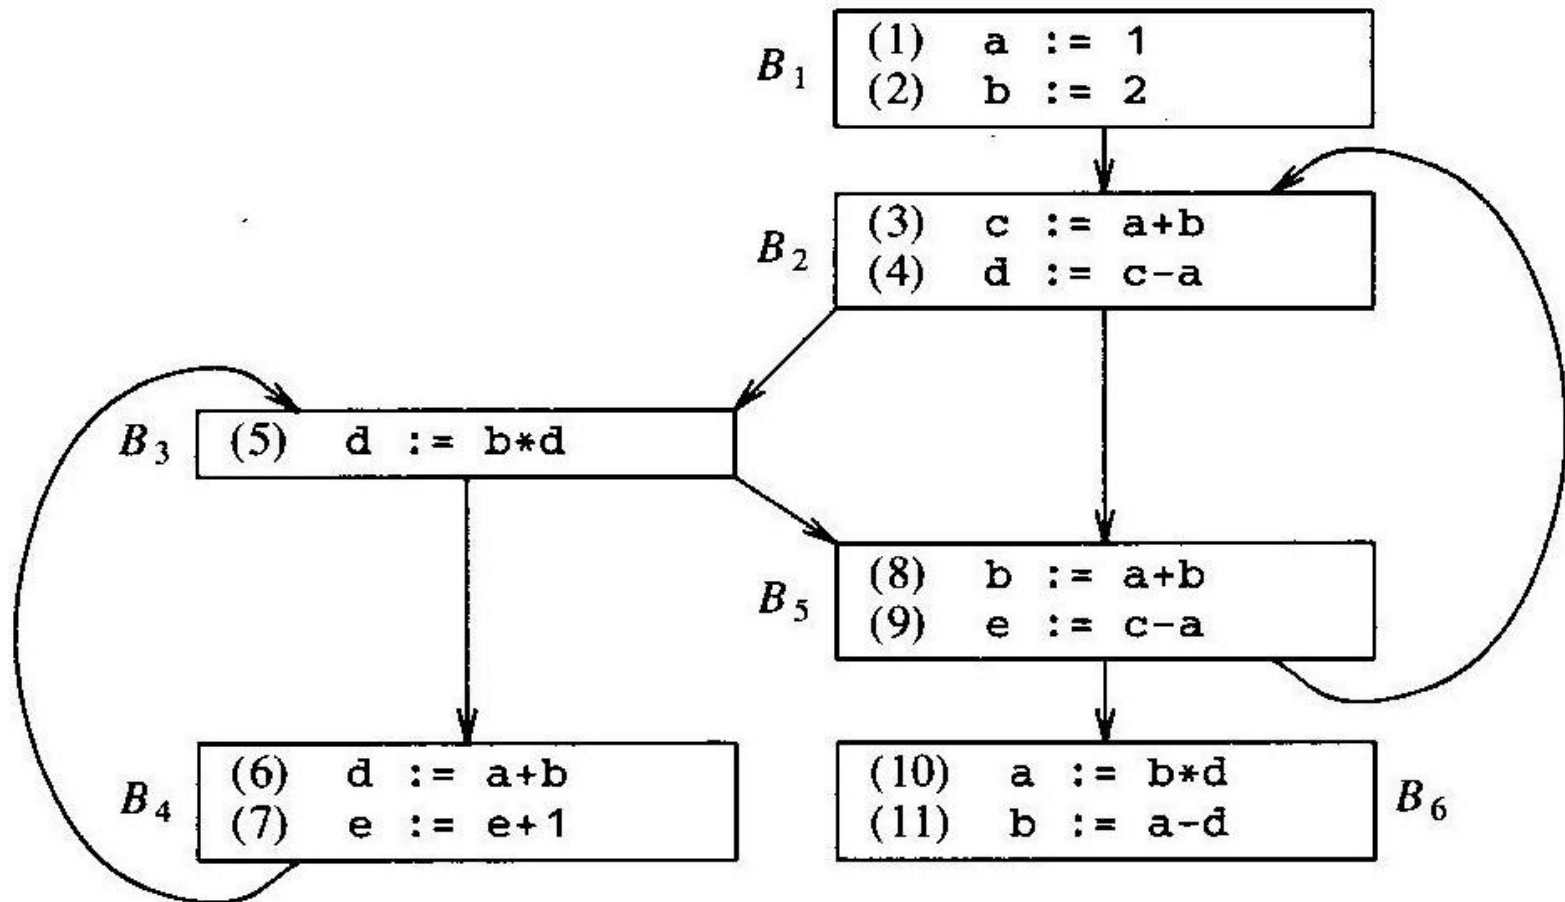 B1
(1) a := 1
(2) b := 2
B2
(3) c := a+b
(4) d := c-a
B3
(5) d := b*d
B5
(8) b := a+b
(9) e := c-a
B4
(6) d := a+b
(7) e := e+1
(10) a := b*d
(11) b := a-d
B6